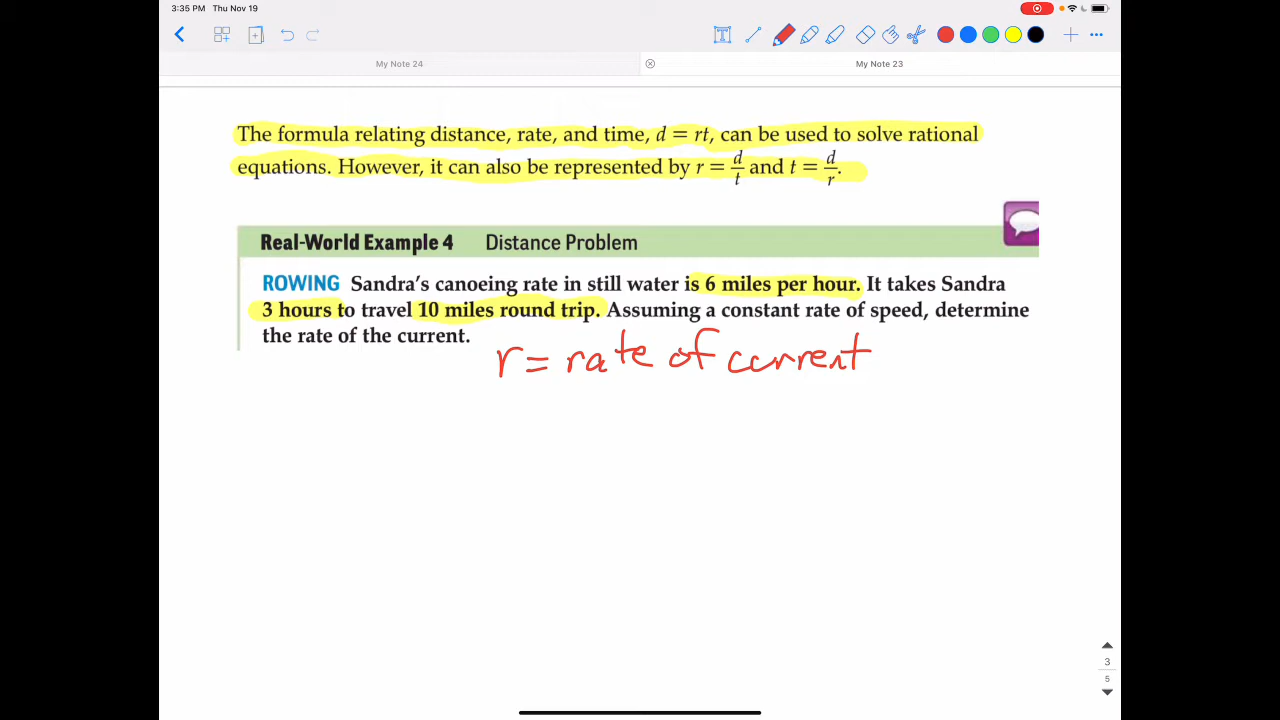 3:35 PM Thu Nov 19
My Note 24
My Note 23
The formula relating distance, rate, and time, d = rt, can be used to solve rational
equations. However, it can also be represented by r = d/t and t = d/r.
Real-World Example 4 Distance Problem
ROWING Sandra's canoeing rate in still water is 6 miles per hour. It takes Sandra
3 hours to travel 10 miles round trip. Assuming a constant rate of speed, determine
the rate of the current.
r = rate of current
3
5